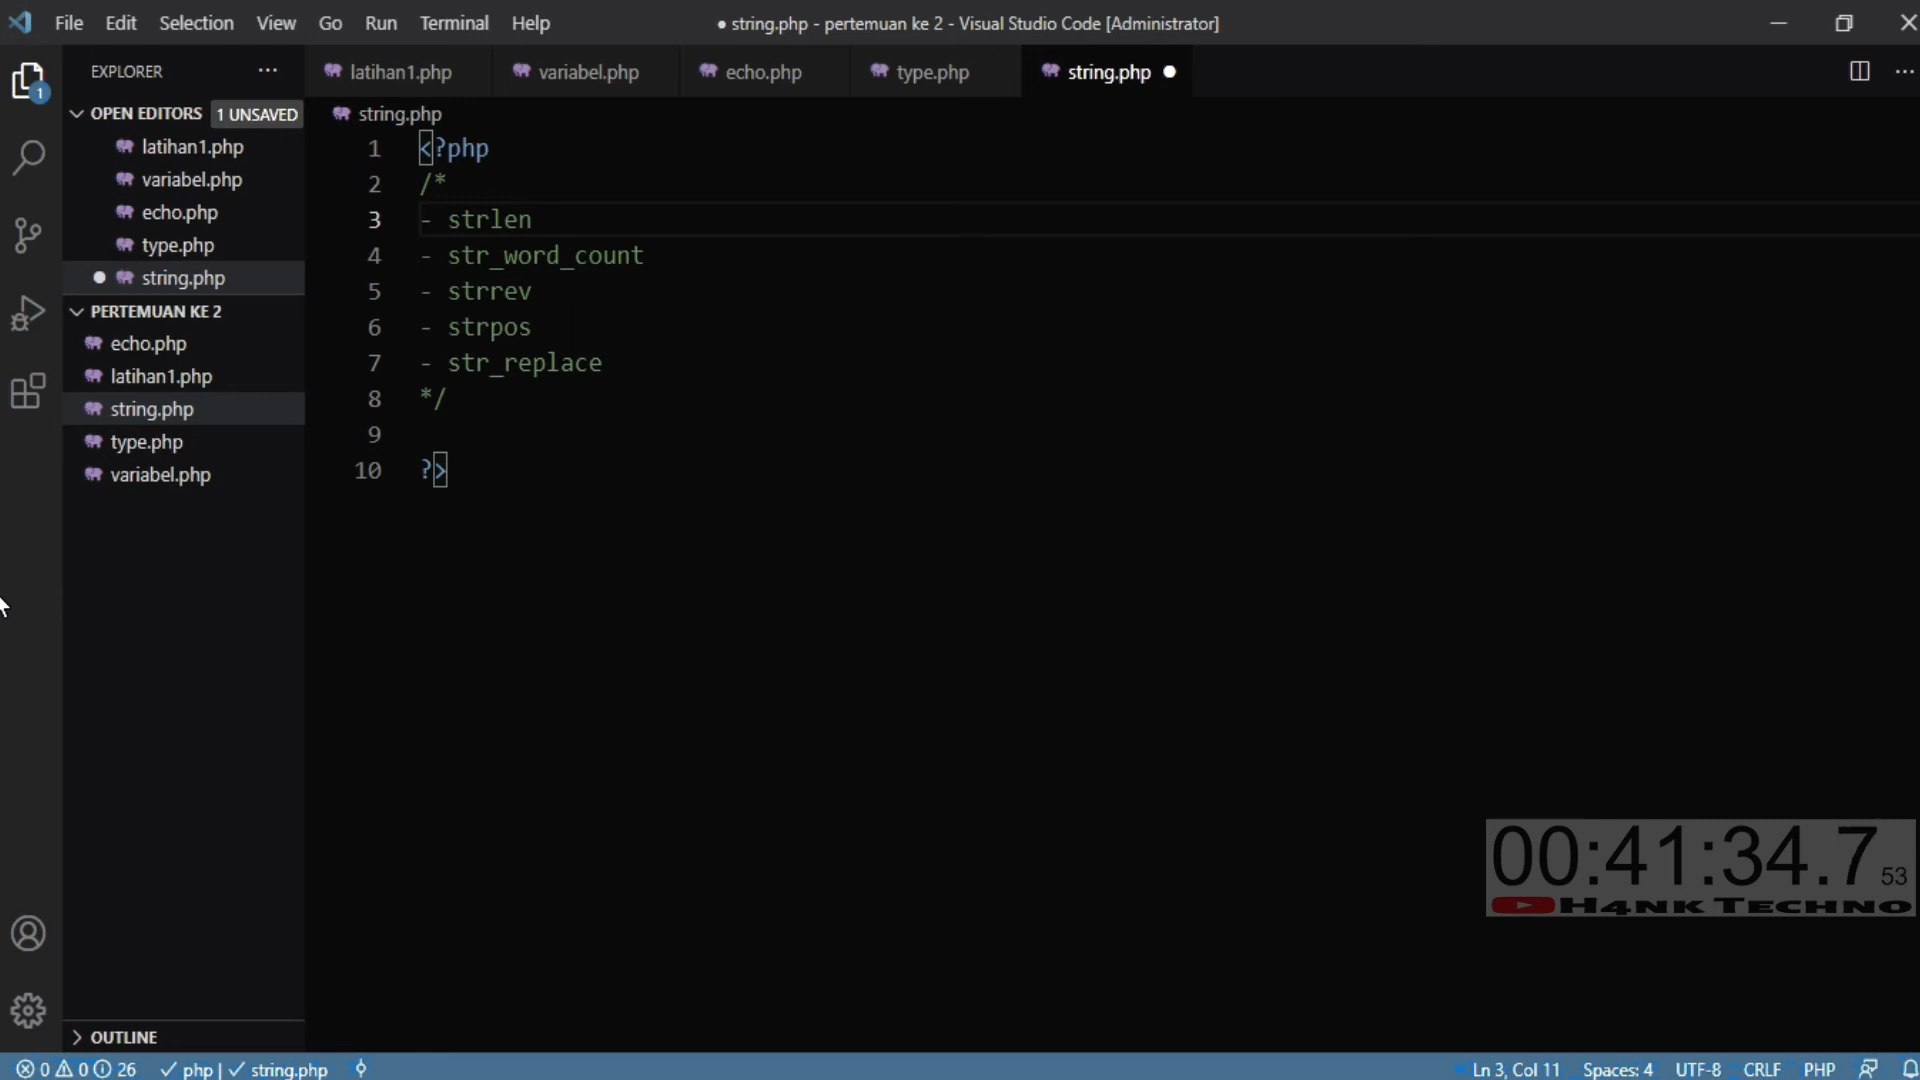 File Edit Selection View Go Run Terminal Help
● string.php - pertemuan ke 2 - Visual Studio Code [Administrator]
EXPLORER
latihan1.php
variabel.php
echo.php
type.php
string.php
OPEN EDITORS
1 UNSAVED
latihan1.php
variabel.php
echo.php
type.php
string.php
PERTEMUAN KE 2
echo.php
latihan1.php
string.php
type.php
variabel.php
OUTLINE
1
string.php
1 <?php
2 /*
3 - strlen
4 - str_word_count
5 - strrev
6 - strpos
7 - str_replace
8 */
9
10 ?>
00:41:34.7 53
H4NK TECHNO
0 0 26 php | string.php
Ln 3, Col 11 Spaces: 4 UTF-8 CRLF PHP